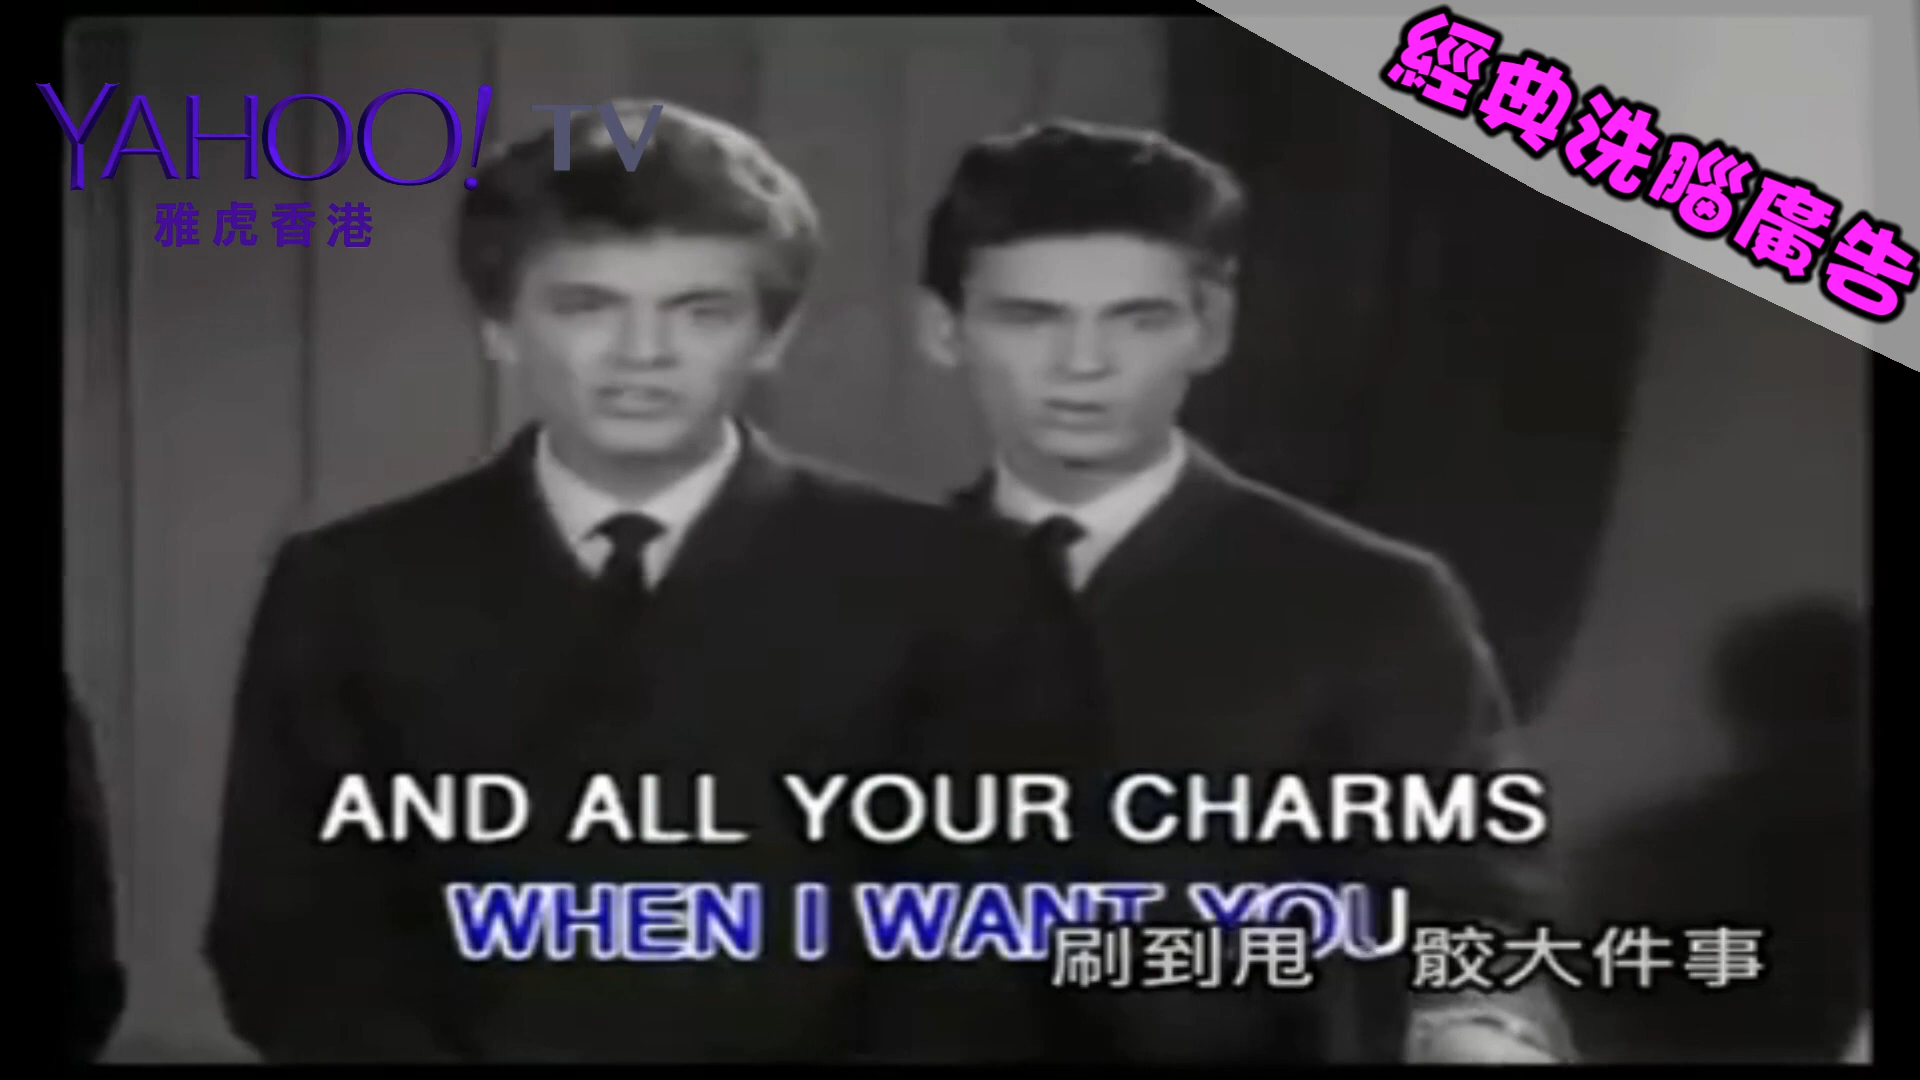 YAHOO! TV
雅虎香港
經典洗腦廣告
AND ALL YOUR CHARMS
WHEN I WANT YOU
刷到甩 骹大件事